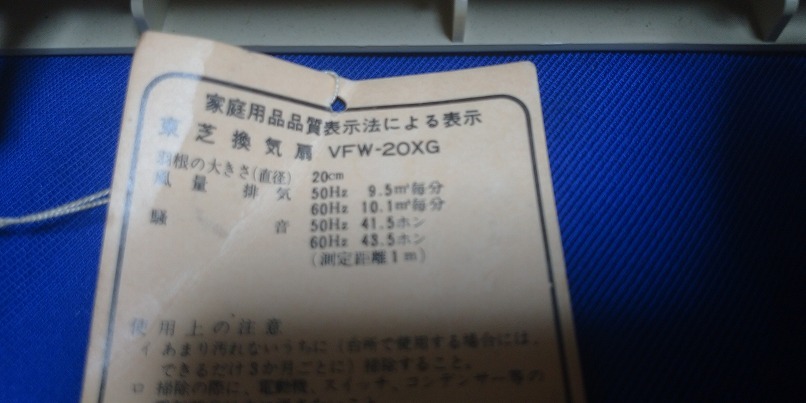 家庭用品品質表示法による表示
東芝換気扇 VFW-20XG
羽根の大きさ(直径) 20cm
風量 排気 50Hz 9.5m³毎分
60Hz 10.1m³毎分
騒音 50Hz 41.5ホン
60Hz 43.5ホン
(測定距離1m)
使用上の注意
イ あまり汚れないうちに(台所で使用する場合には、
できるだけ3か月ごとに)掃除すること。
ロ 掃除の際に、電動機、スイッチ、コンデンサー等の